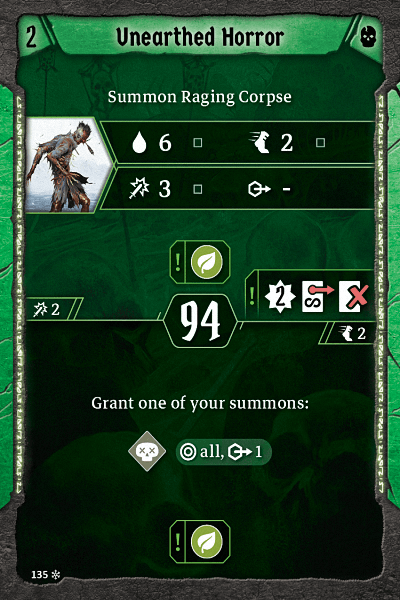 2 Unearthed Horror
Summon Raging Corpse
6 2
3 -
!
! 2 S
2 94 2
Grant one of your summons:
all, 1
!
135